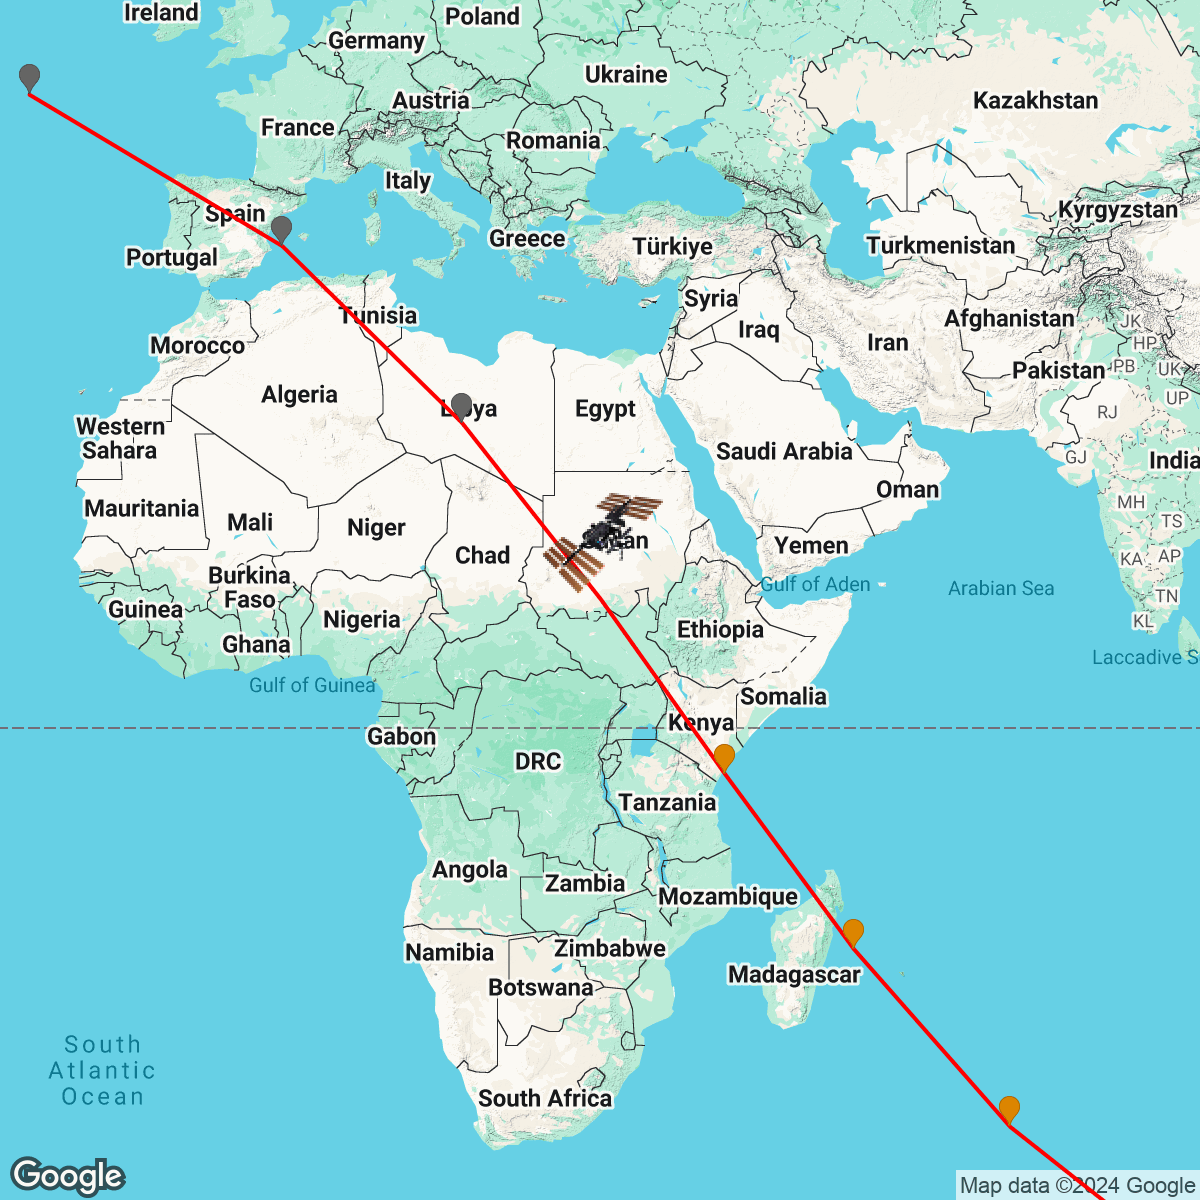 Ireland
Poland
Germany
Ukraine
Austria
Kazakhstan
France
Romania
Italy
Spain
Kyrgyzstan
Portugal
Greece
Türkiye
Turkmenistan
Syria
Tunisia
Iraq
Afghanistan
JK
Morocco
Iran
HP
Pakistan
PB
UK
Algeria
Libya
Egypt
UP
RJ
Western
Sahara
Saudi Arabia
GJ
India
Oman
Mauritania
Mali
Niger
MH
TS
Chad
Yemen
KA
AP
Burkina
Faso
Gulf of Aden
Arabian Sea
TN
Guinea
Nigeria
KL
Ghana
Ethiopia
Laccadive S
Gulf of Guinea
Somalia
Kenya
Gabon
DRC
Tanzania
Angola
Zambia
Mozambique
Namibia
Zimbabwe
Madagascar
Botswana
South
Atlantic
Ocean
South Africa
Google
Map data ©2024 Google